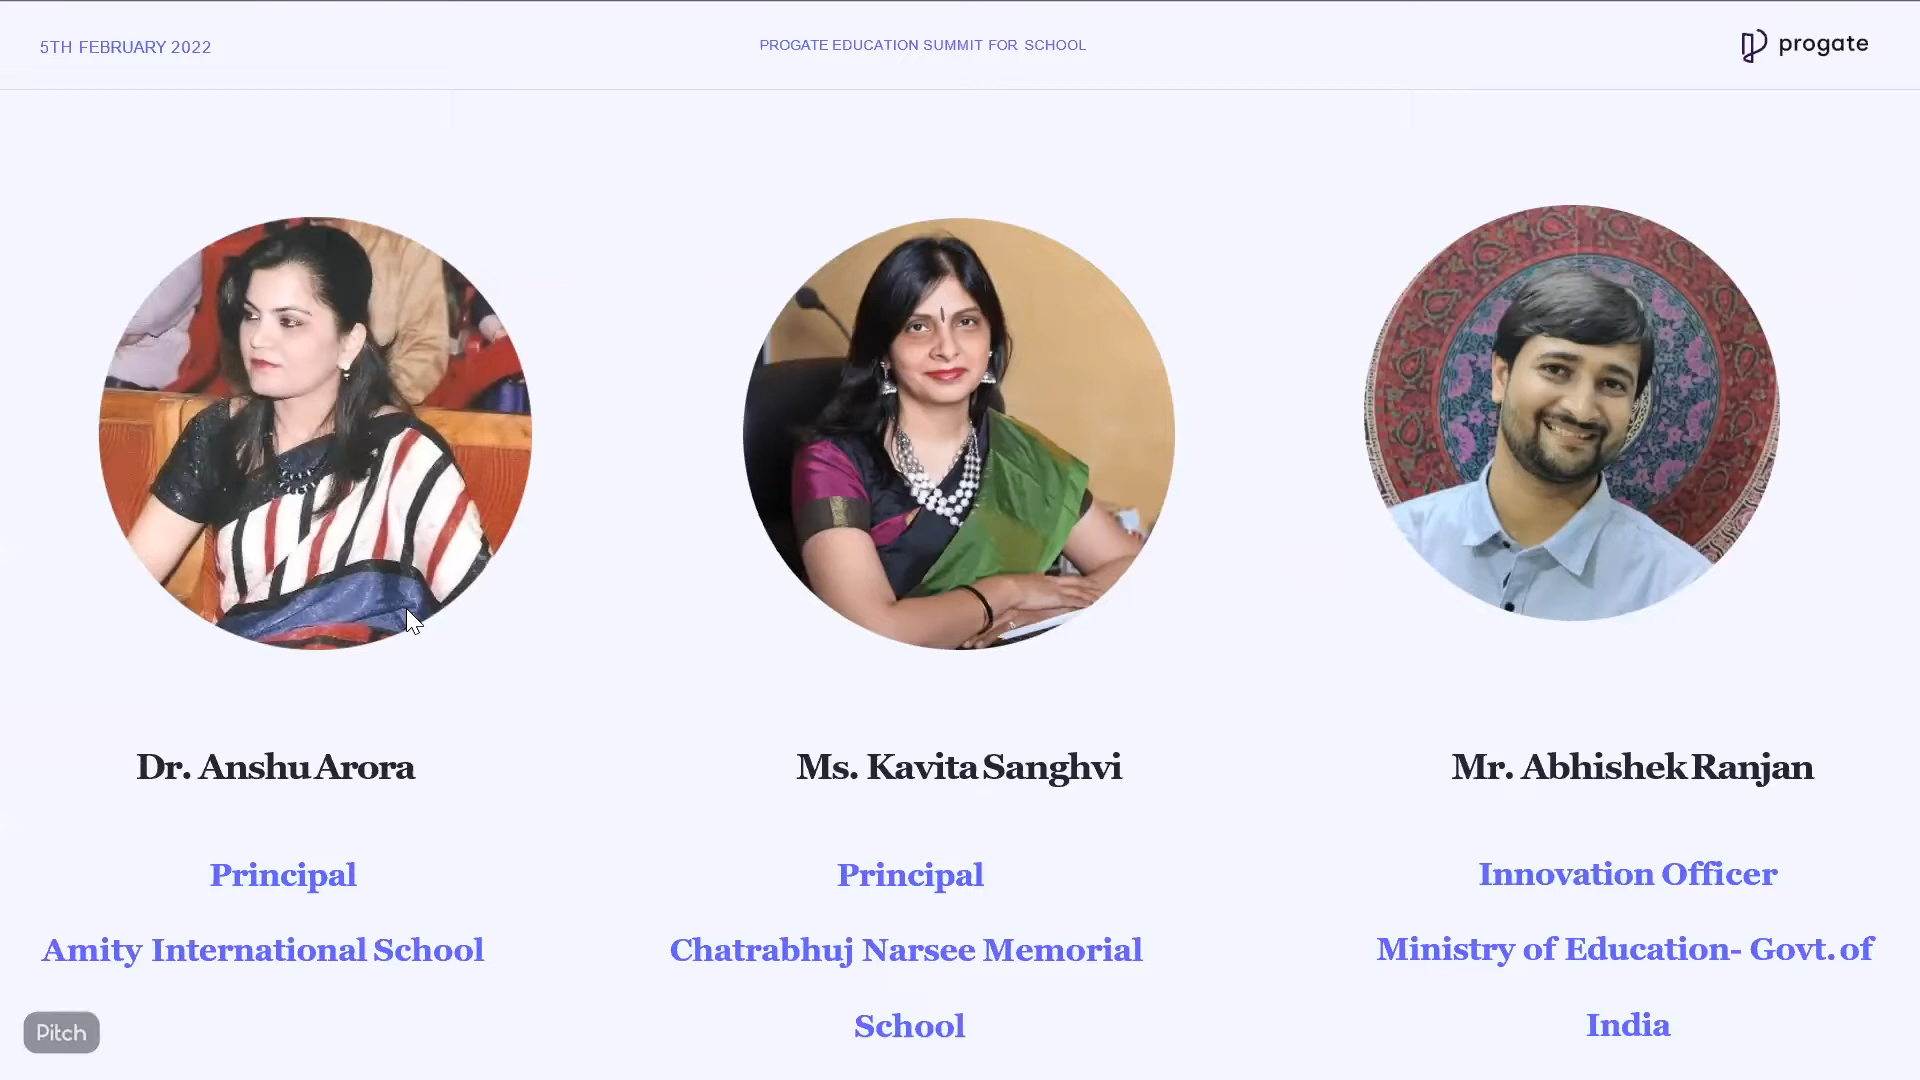 5TH FEBRUARY 2022
PROGATE EDUCATION SUMMIT FOR SCHOOL
progate
Dr. Anshu Arora
Principal
Amity International School
Ms. Kavita Sanghvi
Principal
Chatrabhuj Narsee Memorial
School
Mr. Abhishek Ranjan
Innovation Officer
Ministry of Education- Govt. of
India
Pitch